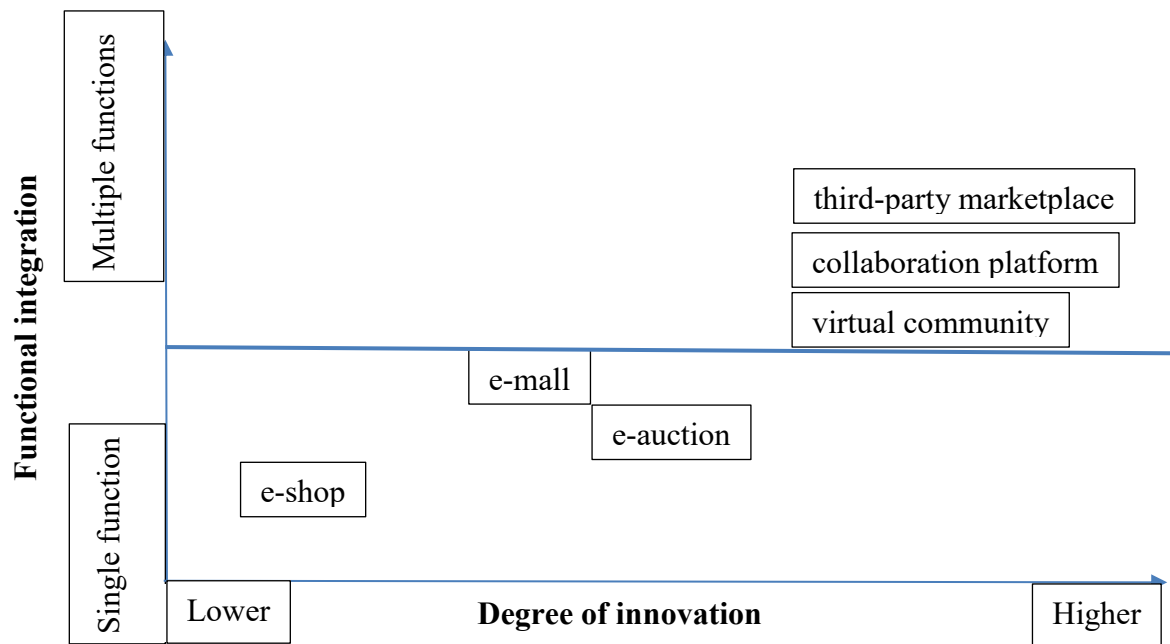 Functional integration
Multiple functions
Single function
third-party marketplace
collaboration platform
virtual community
e-mall
e-auction
e-shop
Lower
Degree of innovation
Higher